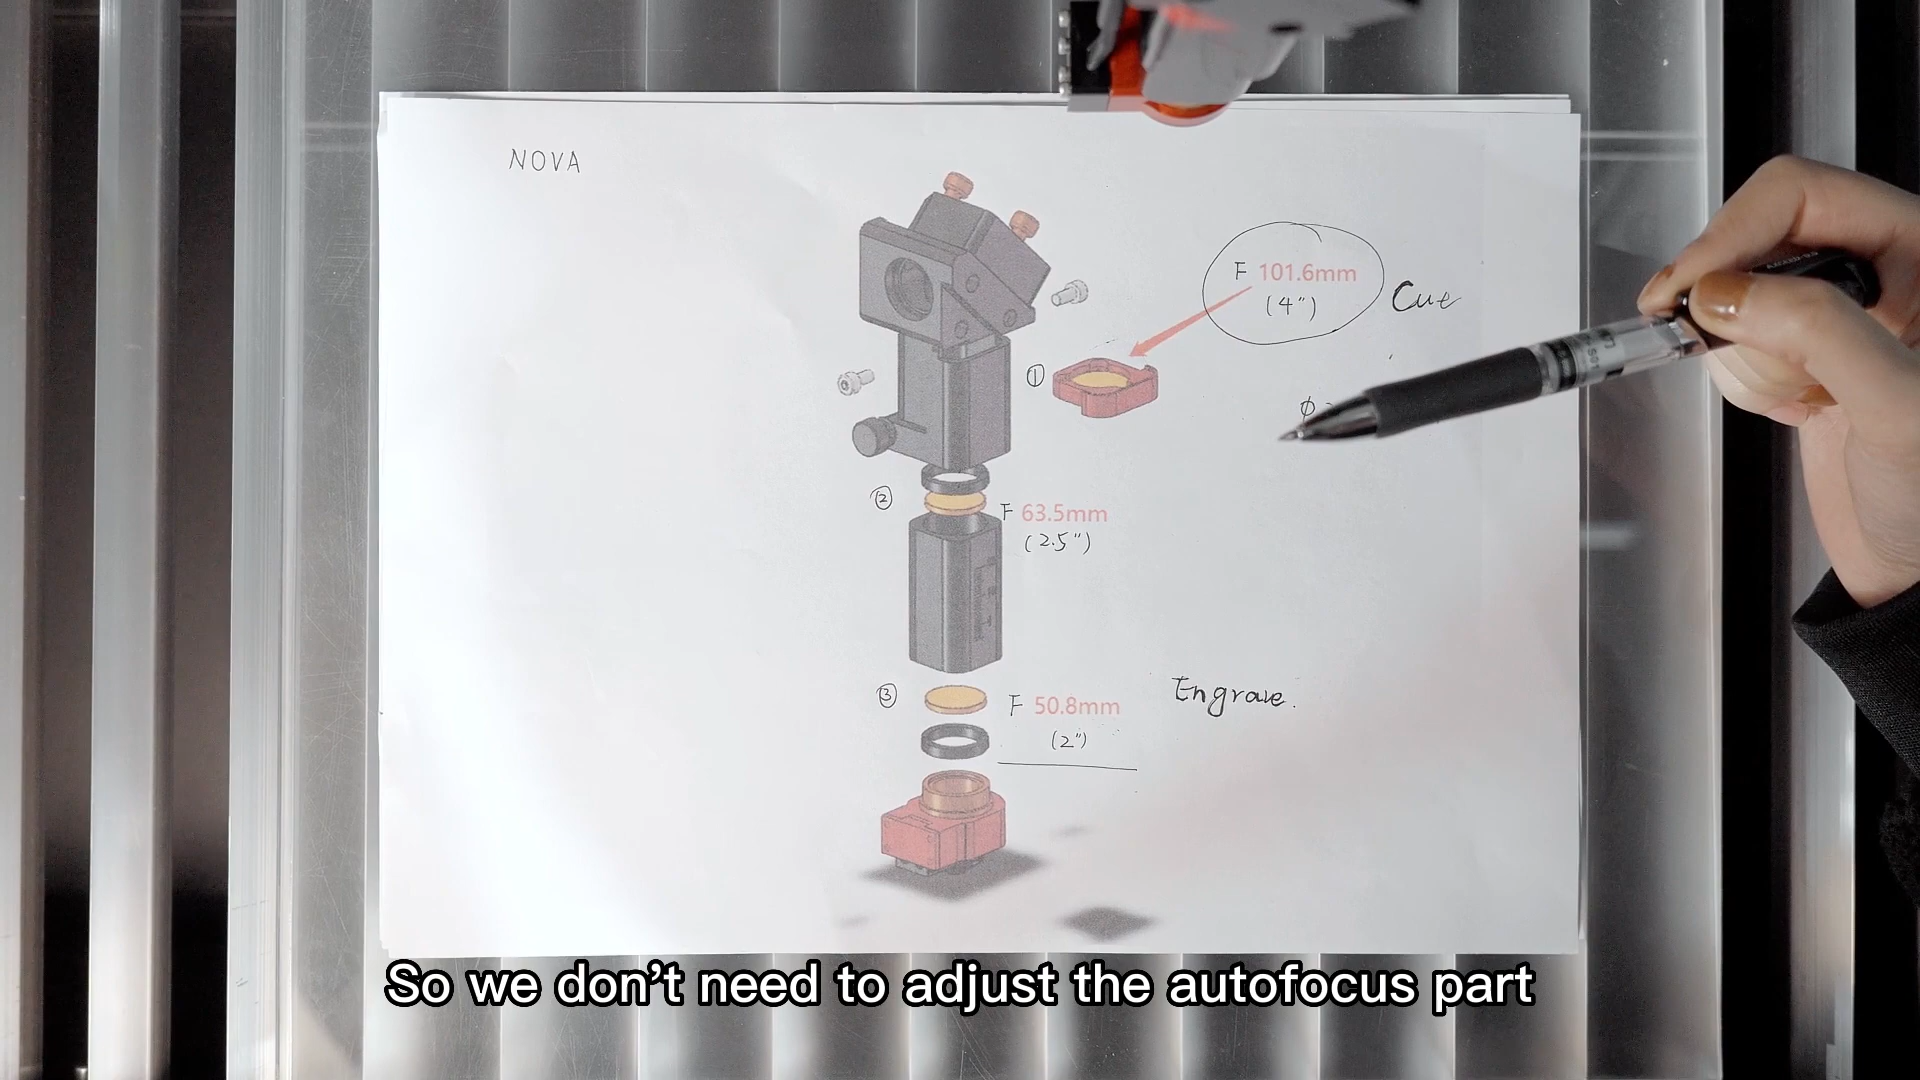 NOVA
F 101.6mm
(4")
Cut
①
Φ
②
F 63.5mm
(2.5")
③
F 50.8mm
(2")
Engrave.
So we don't need to adjust the autofocus part